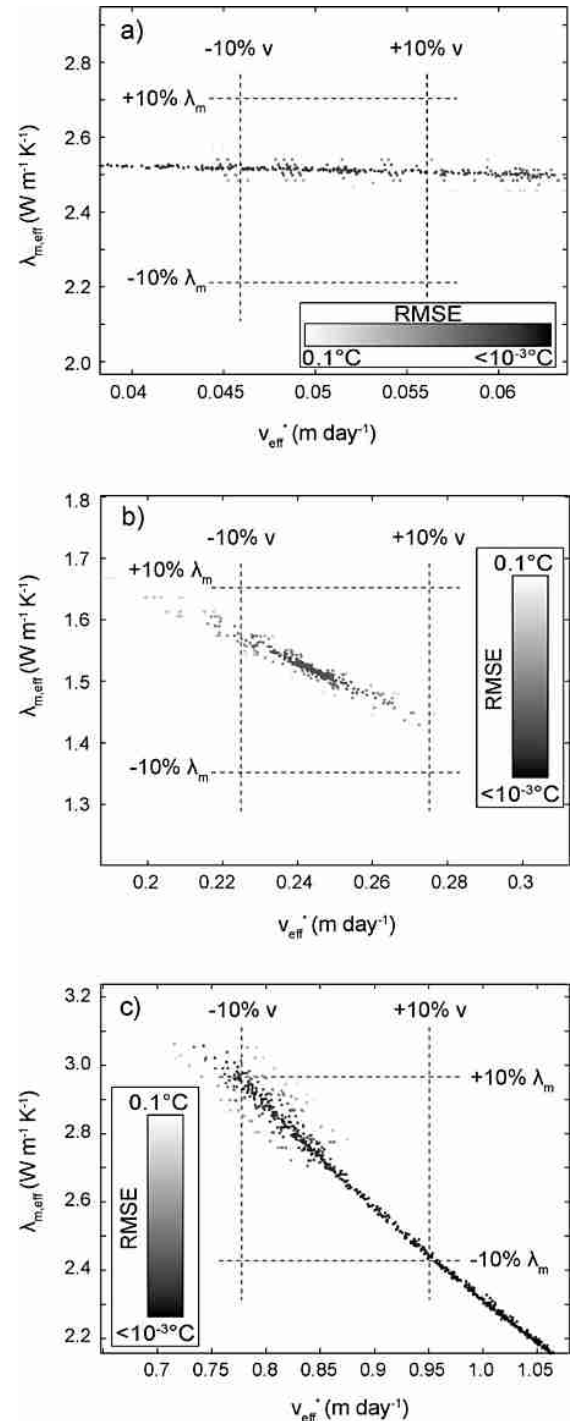 a)
-10% v
+10% v
+10% λm
-10% λm
2.8
2.6
2.4
2.2
2.0
λm,eff (W m-1 K-1)
RMSE
0.1°C <10-3°C
0.04 0.045 0.05 0.055 0.06
veff* (m day-1)
b)
-10% v
+10% v
+10% λm
-10% λm
1.8
1.7
1.6
1.5
1.4
1.3
λm,eff (W m-1 K-1)
0.1°C
RMSE
<10-3°C
0.2 0.22 0.24 0.26 0.28 0.3
veff* (m day-1)
c)
-10% v
+10% v
+10% λm
-10% λm
3.2
3.0
2.8
2.6
2.4
2.2
λm,eff (W m-1 K-1)
0.1°C
RMSE
<10-3°C
0.7 0.75 0.8 0.85 0.9 0.95 1.0 1.05
veff* (m day-1)